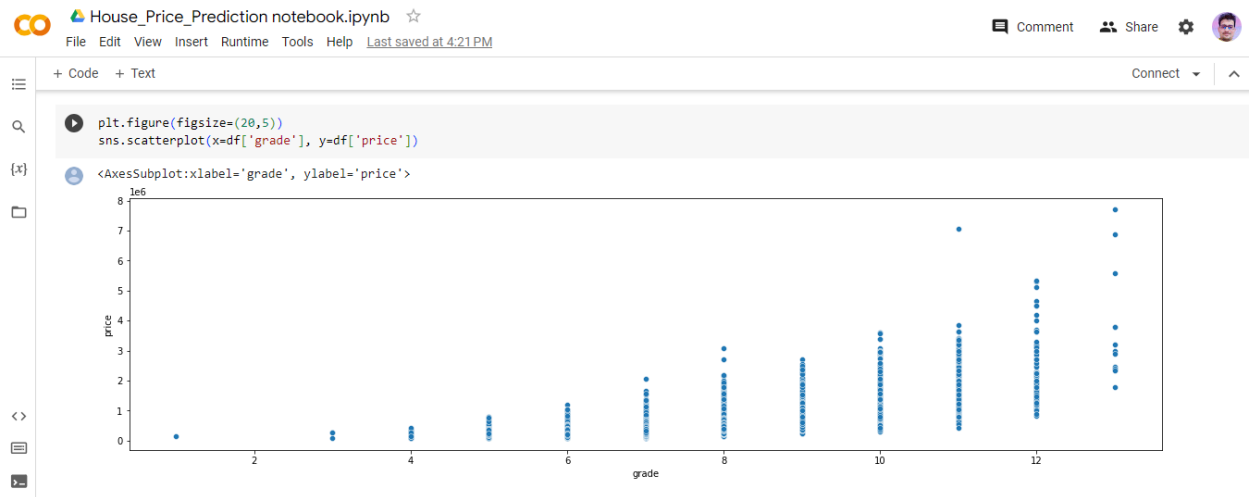 House_Price_Prediction notebook.ipynb
File Edit View Insert Runtime Tools Help Last saved at 4:21 PM
Comment Share
+ Code + Text
Connect
plt.figure(figsize=(20,5))
sns.scatterplot(x=df['grade'], y=df['price'])
{x}
<AxesSubplot:xlabel='grade', ylabel='price'>
1e6
8
7
6
5
4
3
2
1
0
price
2 4 6 8 10 12
grade